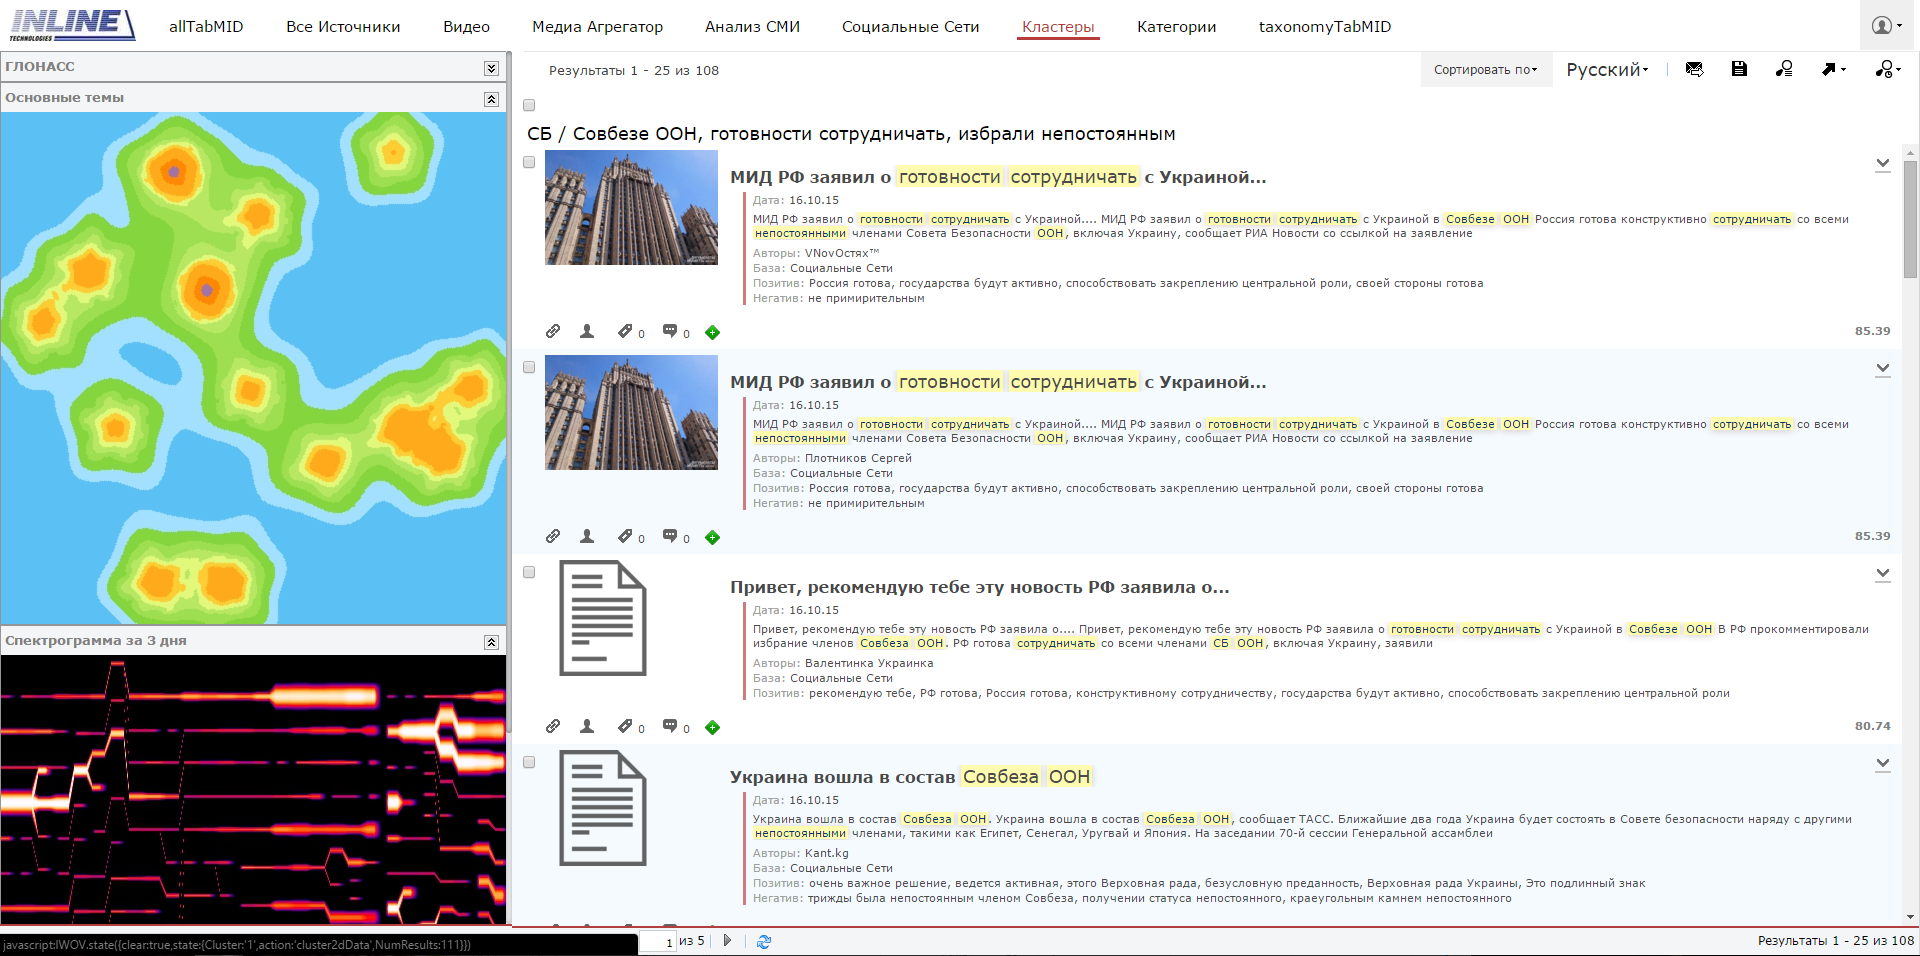 INLINE
TECHNOLOGIES
allTabMID Все Источники Видео Медиа Агрегатор Анализ СМИ Социальные Сети Кластеры Категории taxonomyTabMID
ГЛОНАСС
Основные темы
Спектрограмма за 3 дня
Результаты 1 - 25 из 108
Сортировать по
Русский
СБ / Совбезе ООН, готовности сотрудничать, избрали непостоянным
МИД РФ заявил о готовности сотрудничать с Украиной...
Дата: 16.10.15
МИД РФ заявил о готовности сотрудничать с Украиной.... МИД РФ заявил о готовности сотрудничать с Украиной в Совбезе ООН Россия готова конструктивно сотрудничать со всеми
непостоянными членами Совета Безопасности ООН, включая Украину, сообщает РИА Новости со ссылкой на заявление
Авторы: VNovОстях™
База: Социальные Сети
Позитив: Россия готова, государства будут активно, способствовать закреплению центральной роли, своей стороны готова
Негатив: не примирительным
0 0 85.39
МИД РФ заявил о готовности сотрудничать с Украиной...
Дата: 16.10.15
МИД РФ заявил о готовности сотрудничать с Украиной.... МИД РФ заявил о готовности сотрудничать с Украиной в Совбезе ООН Россия готова конструктивно сотрудничать со всеми
непостоянными членами Совета Безопасности ООН, включая Украину, сообщает РИА Новости со ссылкой на заявление
Авторы: Плотников Сергей
База: Социальные Сети
Позитив: Россия готова, государства будут активно, способствовать закреплению центральной роли, своей стороны готова
Негатив: не примирительным
0 0 85.39
Привет, рекомендую тебе эту новость РФ заявила о...
Дата: 16.10.15
Привет, рекомендую тебе эту новость РФ заявила о.... Привет, рекомендую тебе эту новость РФ заявила о готовности сотрудничать с Украиной в Совбезе ООН В РФ прокомментировали
избрание членов Совбеза ООН. РФ готова сотрудничать со всеми членами СБ ООН, включая Украину, заявили
Авторы: Валентинка Украинка
База: Социальные Сети
Позитив: рекомендую тебе, РФ готова, Россия готова, конструктивному сотрудничеству, государства будут активно, способствовать закреплению центральной роли
0 0 80.74
Украина вошла в состав Совбеза ООН
Дата: 16.10.15
Украина вошла в состав Совбеза ООН. Украина вошла в состав Совбеза ООН, сообщает ТАСС. Ближайшие два года Украина будет состоять в Совете безопасности наряду с другими
непостоянными членами, такими как Египет, Сенегал, Уругвай и Япония. На заседании 70-й сессии Генеральной ассамблеи
Авторы: Kant.kg
База: Социальные Сети
Позитив: очень важное решение, ведется активная, этого Верховная рада, безусловную преданность, Верховная рада Украины, Это подлинный знак
Негатив: трижды была непостоянным членом Совбеза, получении статуса непостоянного, краеугольным камнем непостоянного
javascript:IWOV.state({clear:true,state:{Cluster:'1',action:'cluster2dData',NumResults:111}})
1 из 5
Результаты 1 - 25 из 108